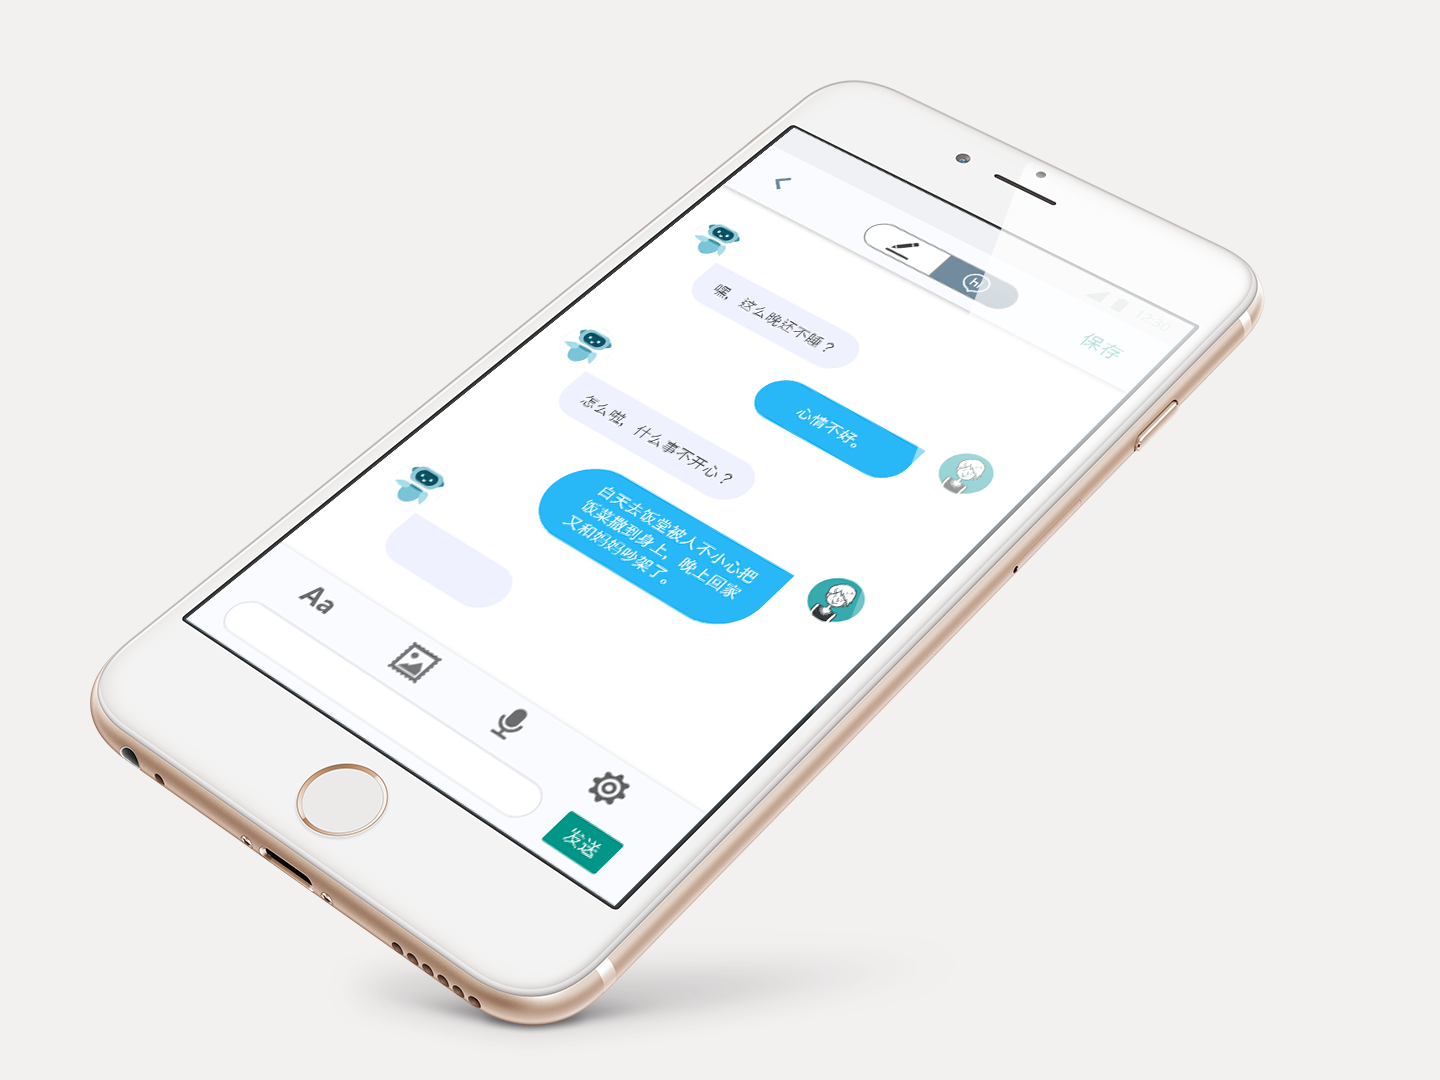 12:30
hi
保存
嘿，这么晚还不睡？
心情不好。
怎么啦，什么事不开心？
白天去饭堂被人不小心把
饭菜撒到身上，晚上回家
又和妈妈吵架了。
Aa
发送